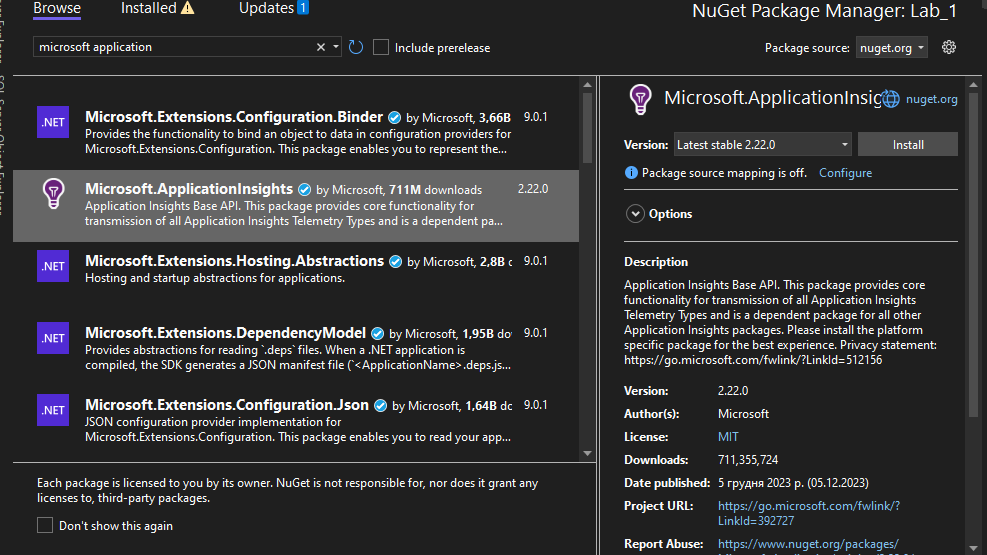 Browse Installed Updates 1
NuGet Package Manager: Lab_1
microsoft application
Include prerelease
Package source: nuget.org
.NET
Microsoft.Extensions.Configuration.Binder by Microsoft, 3,66B 9.0.1
Provides the functionality to bind an object to data in configuration providers for
Microsoft.Extensions.Configuration. This package enables you to represent the...
Microsoft.ApplicationInsights by Microsoft, 711M downloads 2.22.0
Application Insights Base API. This package provides core functionality for
transmission of all Application Insights Telemetry Types and is a dependent pa...
.NET
Microsoft.Extensions.Hosting.Abstractions by Microsoft, 2,8B 9.0.1
Hosting and startup abstractions for applications.
.NET
Microsoft.Extensions.DependencyModel by Microsoft, 1,95B 9.0.1
Provides abstractions for reading `.deps` files. When a .NET application is
compiled, the SDK generates a JSON manifest file (`<ApplicationName>.deps.js...
.NET
Microsoft.Extensions.Configuration.Json by Microsoft, 1,64B 9.0.1
JSON configuration provider implementation for
Microsoft.Extensions.Configuration. This package enables you to read your app...
Each package is licensed to you by its owner. NuGet is not responsible for, nor does it grant any
licenses to, third-party packages.
Don't show this again
Microsoft.ApplicationInsig nuget.org
Version: Latest stable 2.22.0 Install
Package source mapping is off. Configure
Options
Description
Application Insights Base API. This package provides core
functionality for transmission of all Application Insights
Telemetry Types and is a dependent package for all other
Application Insights packages. Please install the platform
specific package for the best experience. Privacy statement:
https://go.microsoft.com/fwlink/?LinkId=512156
Version: 2.22.0
Author(s): Microsoft
License: MIT
Downloads: 711,355,724
Date published: 5 грудня 2023 р. (05.12.2023)
Project URL: https://go.microsoft.com/fwlink/?
LinkId=392727
Report Abuse: https://www.nuget.org/packages/